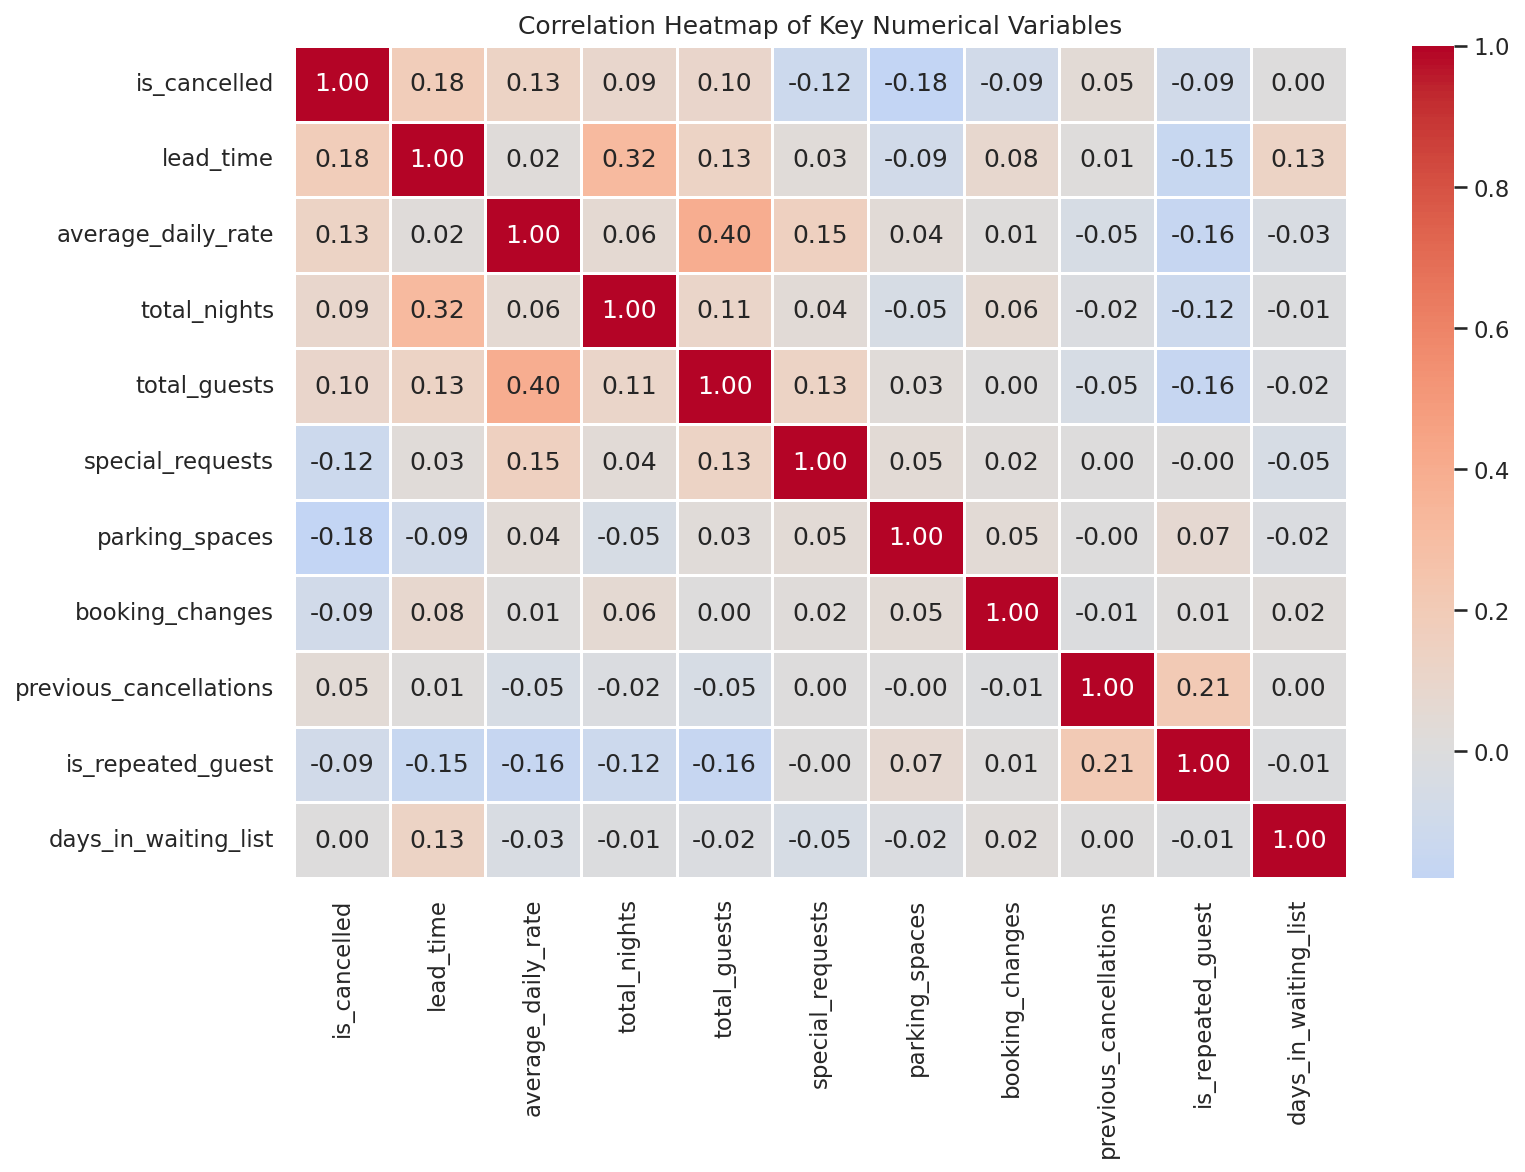 Correlation Heatmap of Key Numerical Variables
is_cancelled 1.00 0.18 0.13 0.09 0.10 -0.12 -0.18 -0.09 0.05 -0.09 0.00
lead_time 0.18 1.00 0.02 0.32 0.13 0.03 -0.09 0.08 0.01 -0.15 0.13
average_daily_rate 0.13 0.02 1.00 0.06 0.40 0.15 0.04 0.01 -0.05 -0.16 -0.03
total_nights 0.09 0.32 0.06 1.00 0.11 0.04 -0.05 0.06 -0.02 -0.12 -0.01
total_guests 0.10 0.13 0.40 0.11 1.00 0.13 0.03 0.00 -0.05 -0.16 -0.02
special_requests -0.12 0.03 0.15 0.04 0.13 1.00 0.05 0.02 0.00 -0.00 -0.05
parking_spaces -0.18 -0.09 0.04 -0.05 0.03 0.05 1.00 0.05 -0.00 0.07 -0.02
booking_changes -0.09 0.08 0.01 0.06 0.00 0.02 0.05 1.00 -0.01 0.01 0.02
previous_cancellations 0.05 0.01 -0.05 -0.02 -0.05 0.00 -0.00 -0.01 1.00 0.21 0.00
is_repeated_guest -0.09 -0.15 -0.16 -0.12 -0.16 -0.00 0.07 0.01 0.21 1.00 -0.01
days_in_waiting_list 0.00 0.13 -0.03 -0.01 -0.02 -0.05 -0.02 0.02 0.00 -0.01 1.00
is_cancelled
lead_time
average_daily_rate
total_nights
total_guests
special_requests
parking_spaces
booking_changes
previous_cancellations
is_repeated_guest
days_in_waiting_list
1.0
0.8
0.6
0.4
0.2
0.0